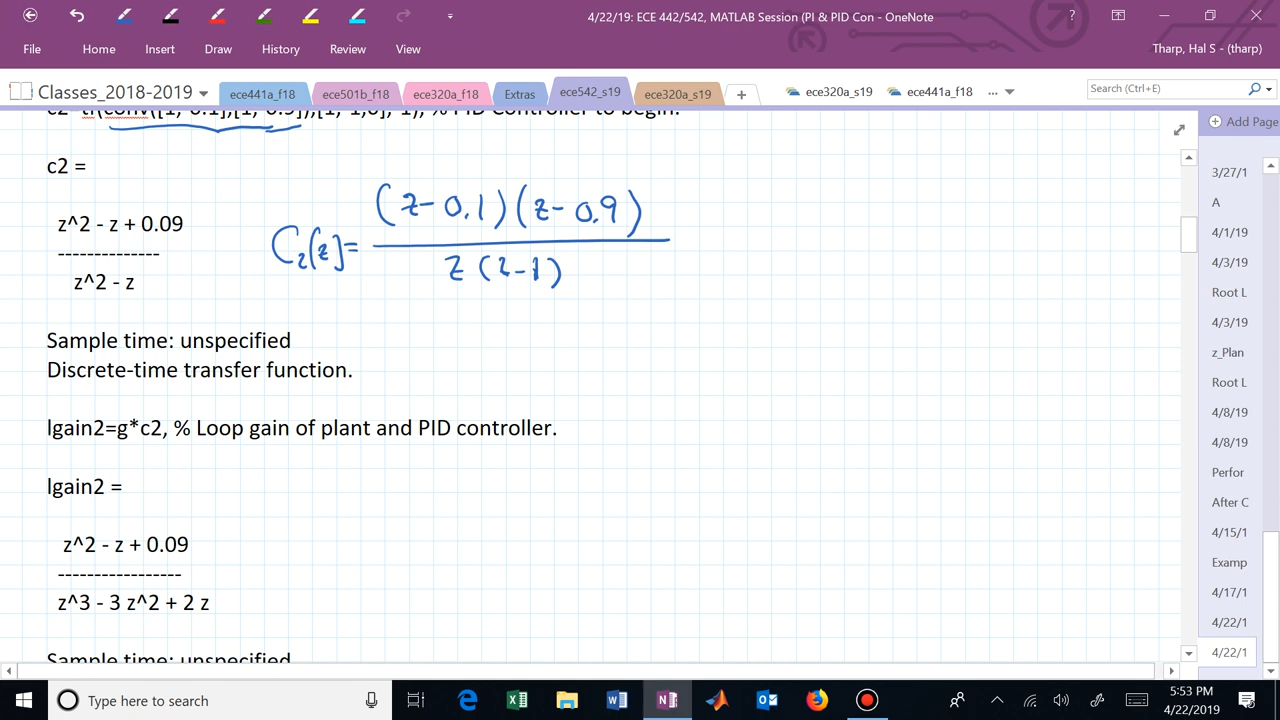 4/22/19: ECE 442/542, MATLAB Session (PI & PID Con - OneNote
File Home Insert Draw History Review View
Tharp, Hal S - (tharp)
Classes_2018-2019 ece441a_f18 ece501b_f18 ece320a_f18 Extras ece542_s19 ece320a_s19 ece320a_s19 ece441a_f18 ... Search (Ctrl+E)
Add Page
c2 =
(z-0.1)(z-0.9)
z^2 - z + 0.09
--------------
C2[z]=
z(z-1)
z^2 - z
Sample time: unspecified
Discrete-time transfer function.
lgain2=g*c2, % Loop gain of plant and PID controller.
lgain2 =
z^2 - z + 0.09
-----------------
z^3 - 3 z^2 + 2 z
Sample time: unspecified
3/27/1
A
4/1/19
4/3/19
Root L
4/3/19
z_Plan
Root L
4/8/19
4/8/19
Perfor
After C
4/15/1
Examp
4/17/1
4/22/1
4/22/1
Type here to search
5:53 PM
4/22/2019